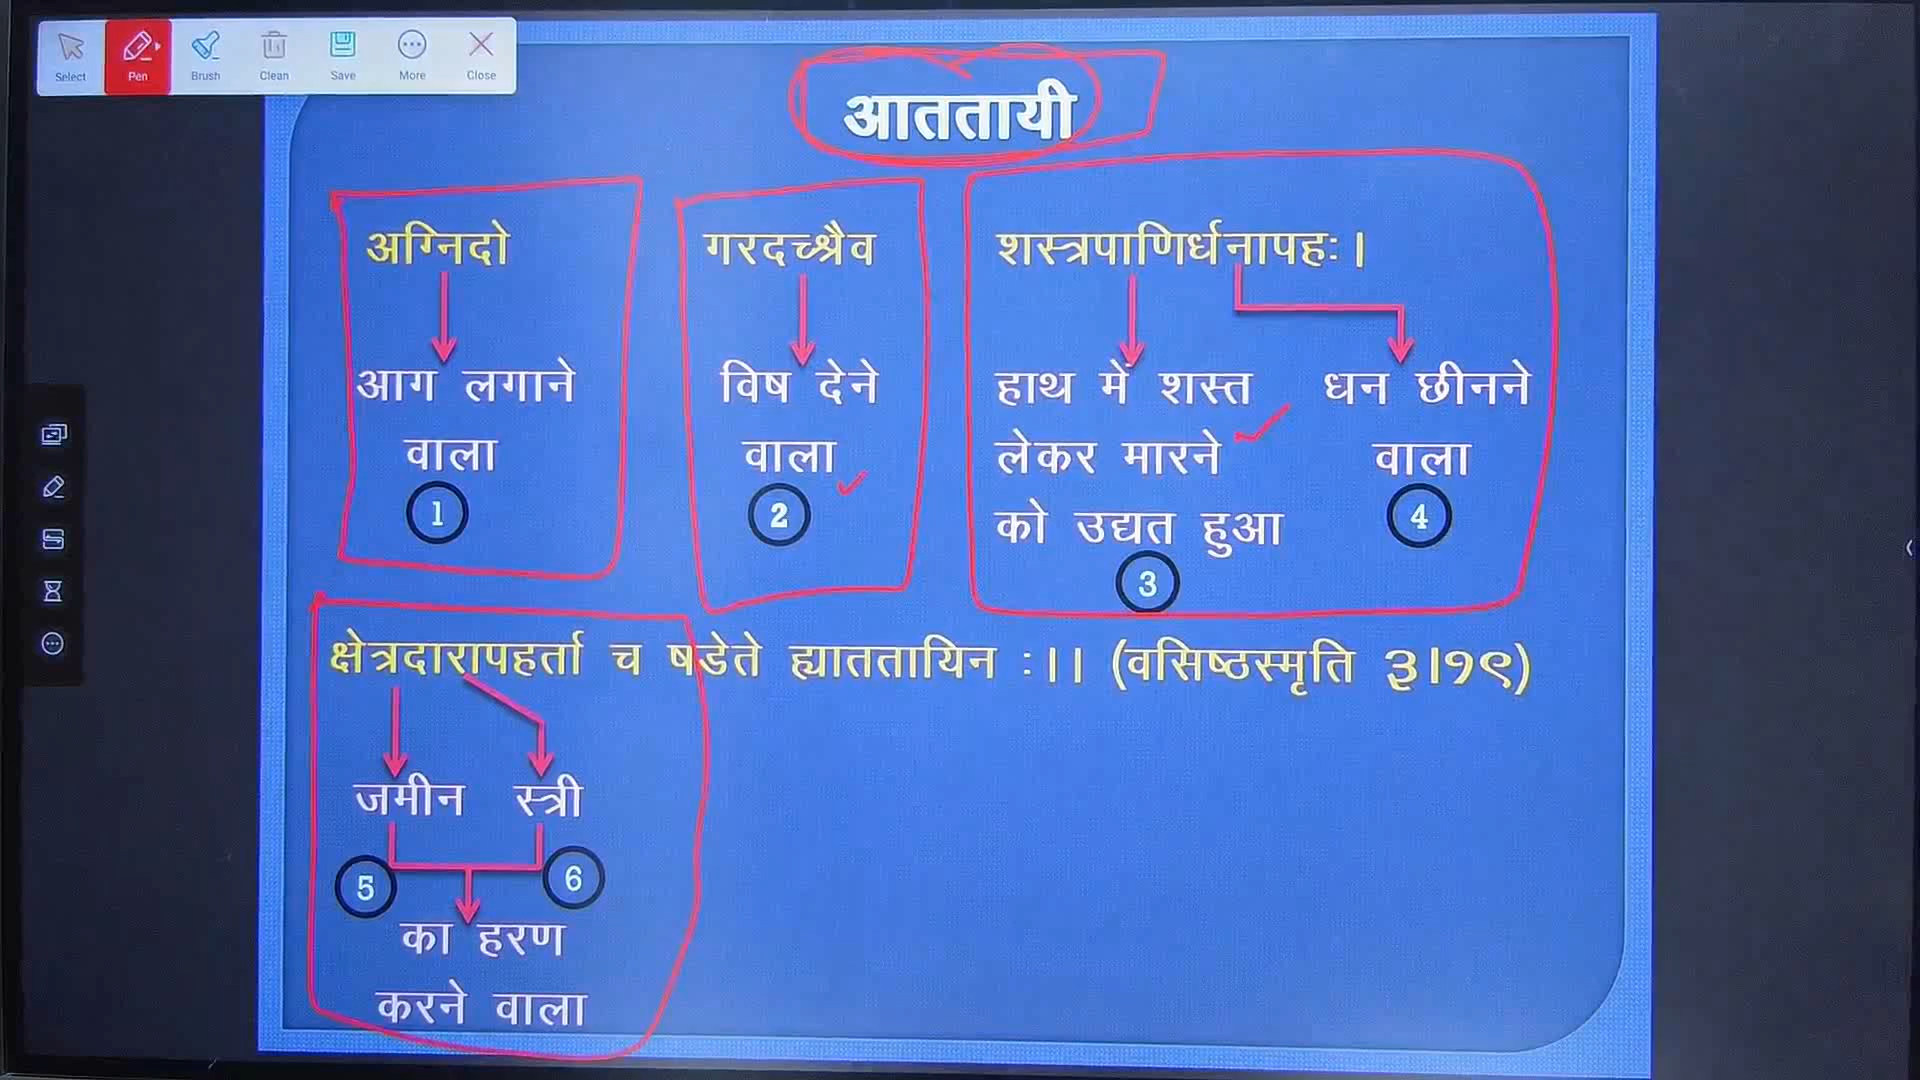 Select Pen Brush Clean Save More Close
आततायी
अग्निदो गरदच्श्रैव शस्त्रपाणिर्धनापहः।
आग लगाने विष देने हाथ में शस्त धन छीनने
वाला वाला लेकर मारने वाला
1 2 को उद्यत हुआ 4
3
क्षेत्रदारापहर्ता च षडेते ह्याततायिन :।। (वसिष्ठस्मृति ३।१९)
जमीन स्त्री
5 6
का हरण
करने वाला